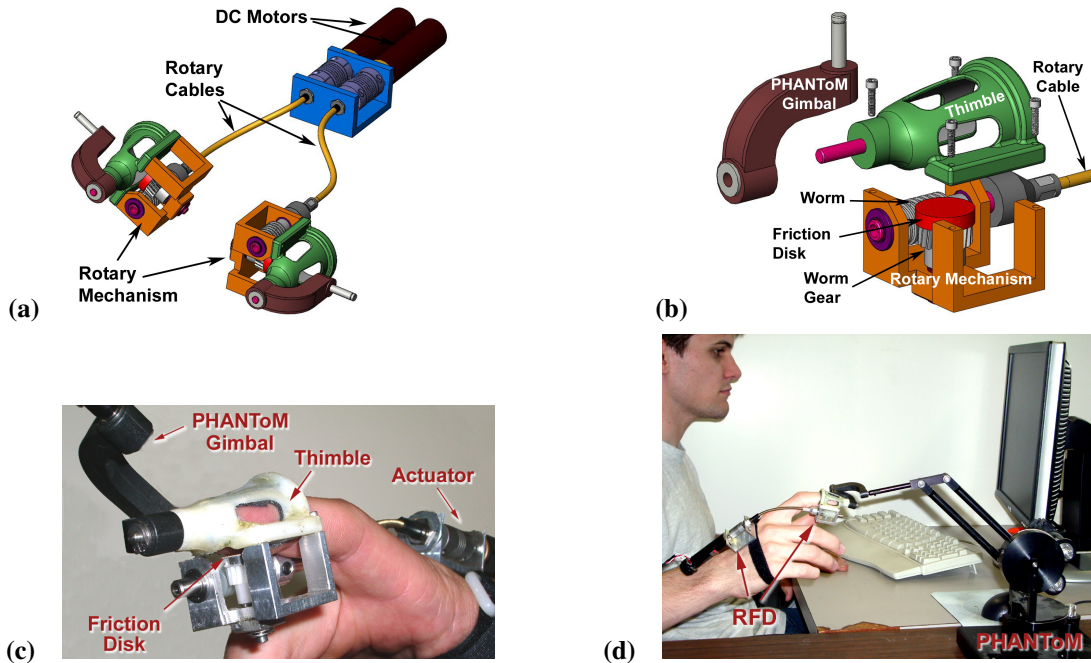 DC Motors
Rotary
Cables
Rotary
Mechanism
(a)
PHANToM
Gimbal
Thimble
Rotary
Cable
Worm
Friction
Disk
Worm
Gear
Rotary Mechanism
(b)
PHANToM
Gimbal
Thimble
Actuator
Friction
Disk
(c)
RFD
PHANToM
(d)